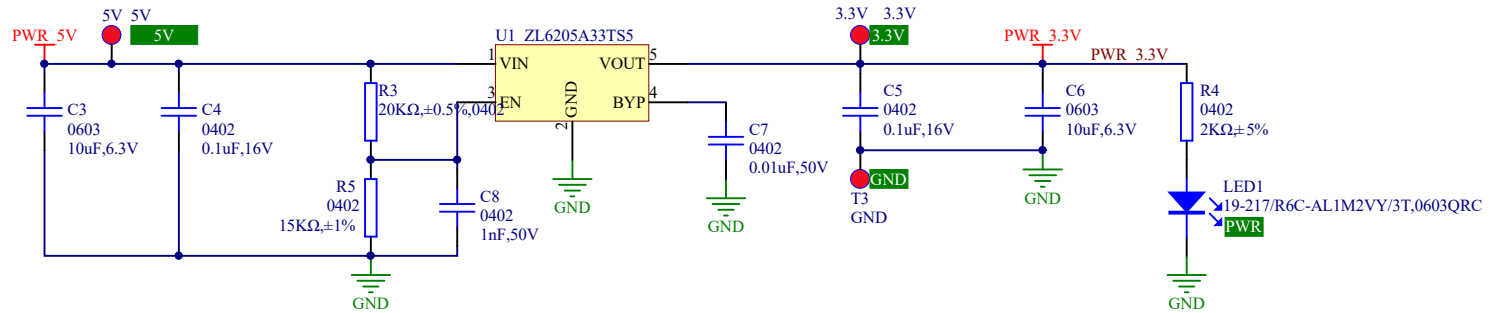 5V 5V
5V
PWR_5V
C3
0603
10uF,6.3V
C4
0402
0.1uF,16V
R3
20KΩ,±0.5%,0402
R5
0402
15KΩ,±1%
C8
0402
1nF,50V
GND
U1 ZL6205A33TS5
1
VIN
VOUT
5
3
EN
GND
BYP
4
2
GND
C7
0402
0.01uF,50V
GND
3.3V 3.3V
3.3V
C5
0402
0.1uF,16V
GND
T3
GND
PWR_3.3V
PWR_3.3V
C6
0603
10uF,6.3V
GND
R4
0402
2KΩ,±5%
LED1
19-217/R6C-AL1M2VY/3T,0603QRC
PWR
GND